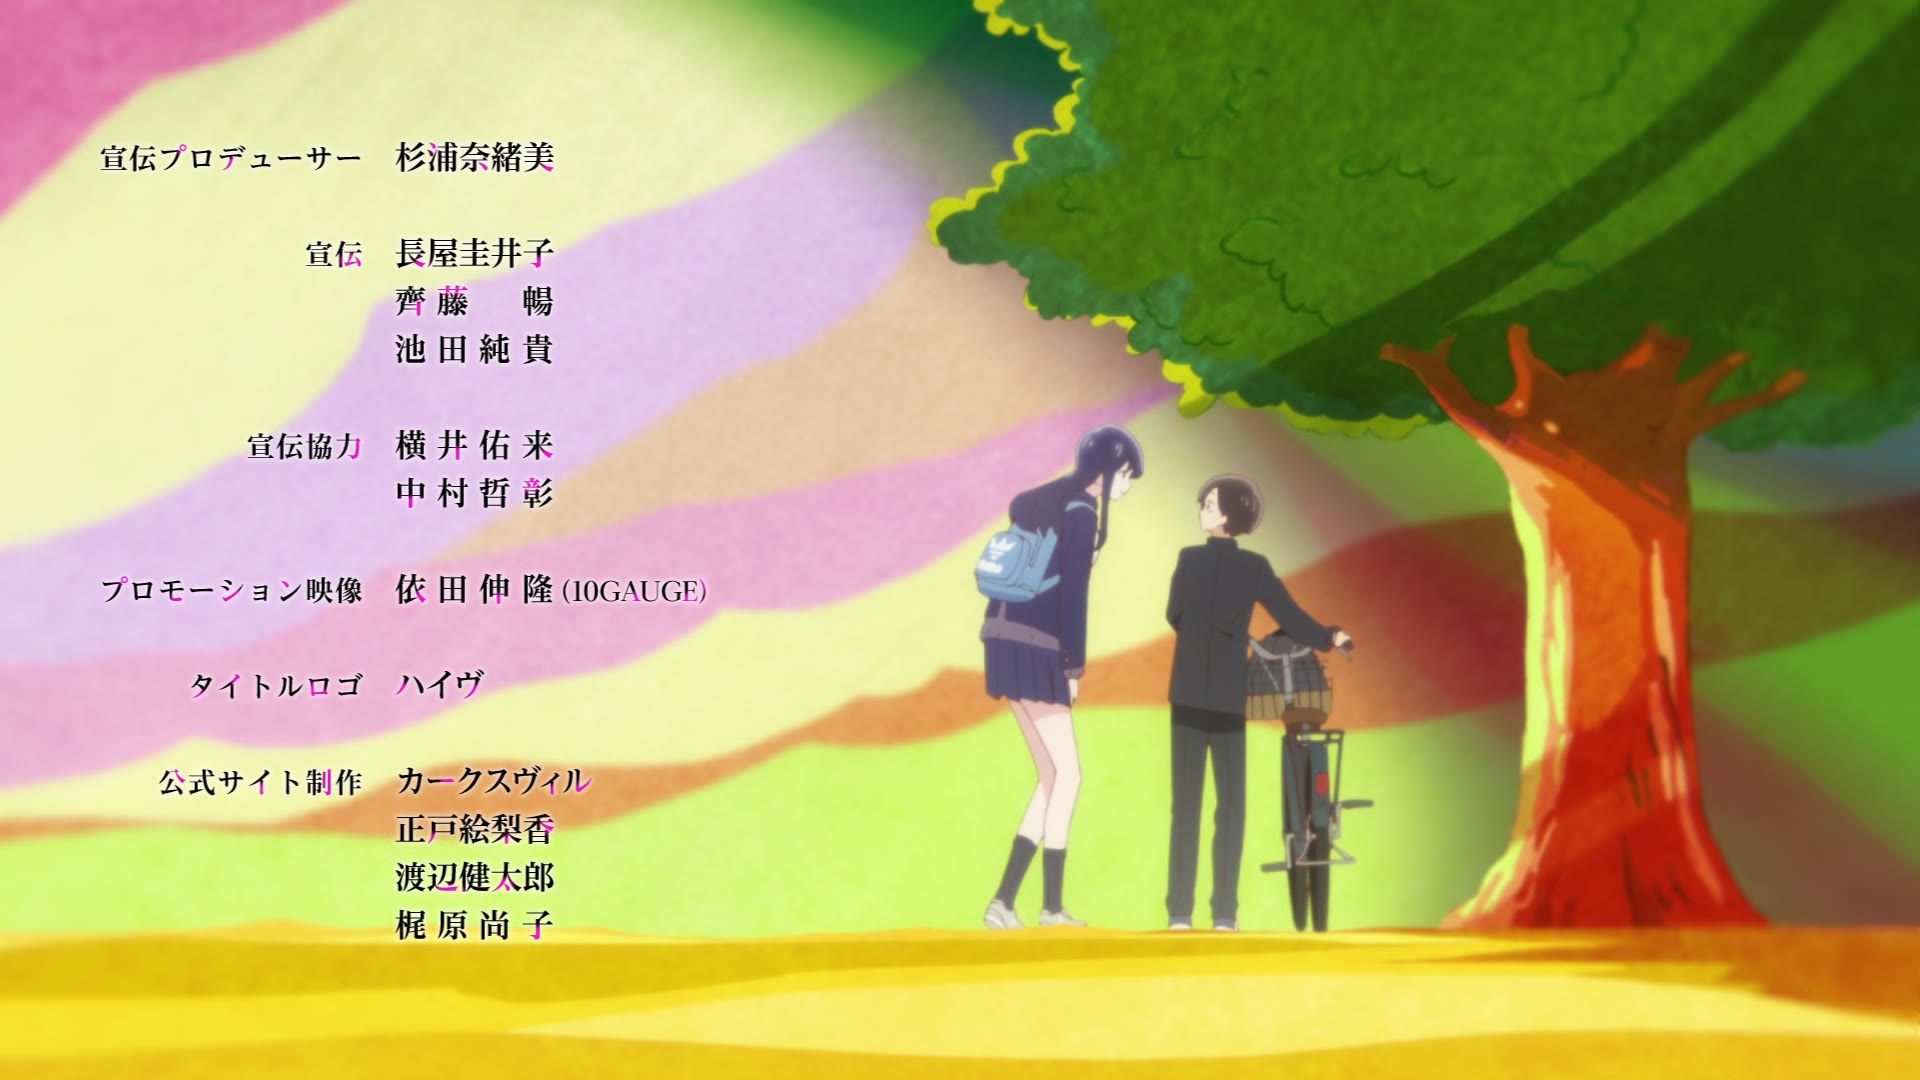 宣伝プロデューサー 杉浦奈緒美
宣伝 長屋圭井子
齊藤 暢
池田純貴
宣伝協力 横井佑来
中村哲彰
プロモーション映像 依田伸隆 (10GAUGE)
タイトルロゴ ハイヴ
公式サイト制作 カークスヴィル
正戸絵梨香
渡辺健太郎
梶原尚子